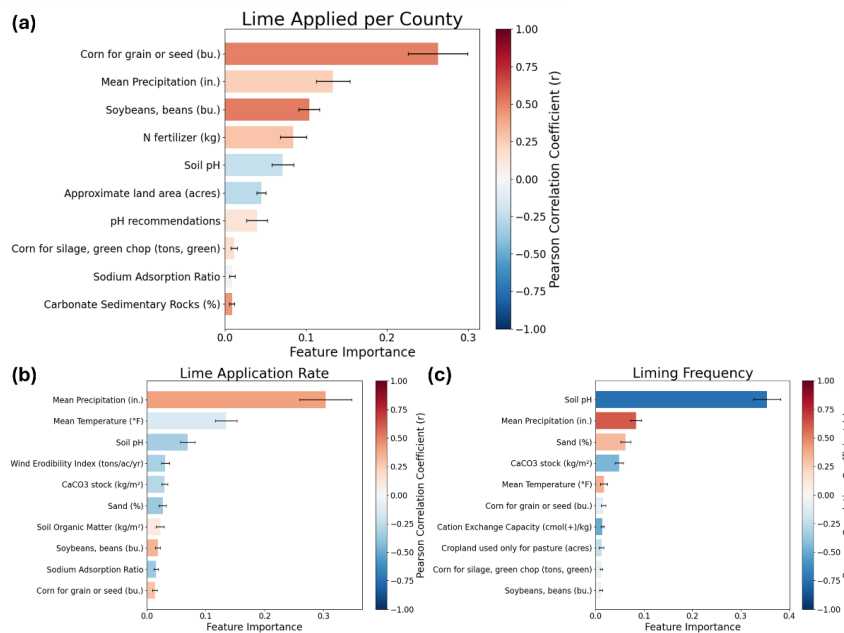 (a)
Lime Applied per County
Corn for grain or seed (bu.)
Mean Precipitation (in.)
Soybeans, beans (bu.)
N fertilizer (kg)
Soil pH
Approximate land area (acres)
pH recommendations
Corn for silage, green chop (tons, green)
Sodium Adsorption Ratio
Carbonate Sedimentary Rocks (%)
0.0 0.1 0.2 0.3
Feature Importance
1.00
0.75
0.50
0.25
0.00
−0.25
−0.50
−0.75
−1.00
Pearson Correlation Coefficient (r)
(b)
Lime Application Rate
Mean Precipitation (in.)
Mean Temperature (°F)
Soil pH
Wind Erodibility Index (tons/ac/yr)
CaCO3 stock (kg/m²)
Sand (%)
Soil Organic Matter (kg/m²)
Soybeans, beans (bu.)
Sodium Adsorption Ratio
Corn for grain or seed (bu.)
0.0 0.1 0.2 0.3
Feature Importance
1.00
0.75
0.50
0.25
0.00
−0.25
−0.50
−0.75
−1.00
Pearson Correlation Coefficient (r)
(c)
Liming Frequency
Soil pH
Mean Precipitation (in.)
Sand (%)
CaCO3 stock (kg/m²)
Mean Temperature (°F)
Corn for grain or seed (bu.)
Cation Exchange Capacity (cmol(+)/kg)
Cropland used only for pasture (acres)
Corn for silage, green chop (tons, green)
Soybeans, beans (bu.)
0.0 0.1 0.2 0.3 0.4
Feature Importance
1.00
0.75
0.50
0.25
0.00
−0.25
−0.50
−0.75
−1.00